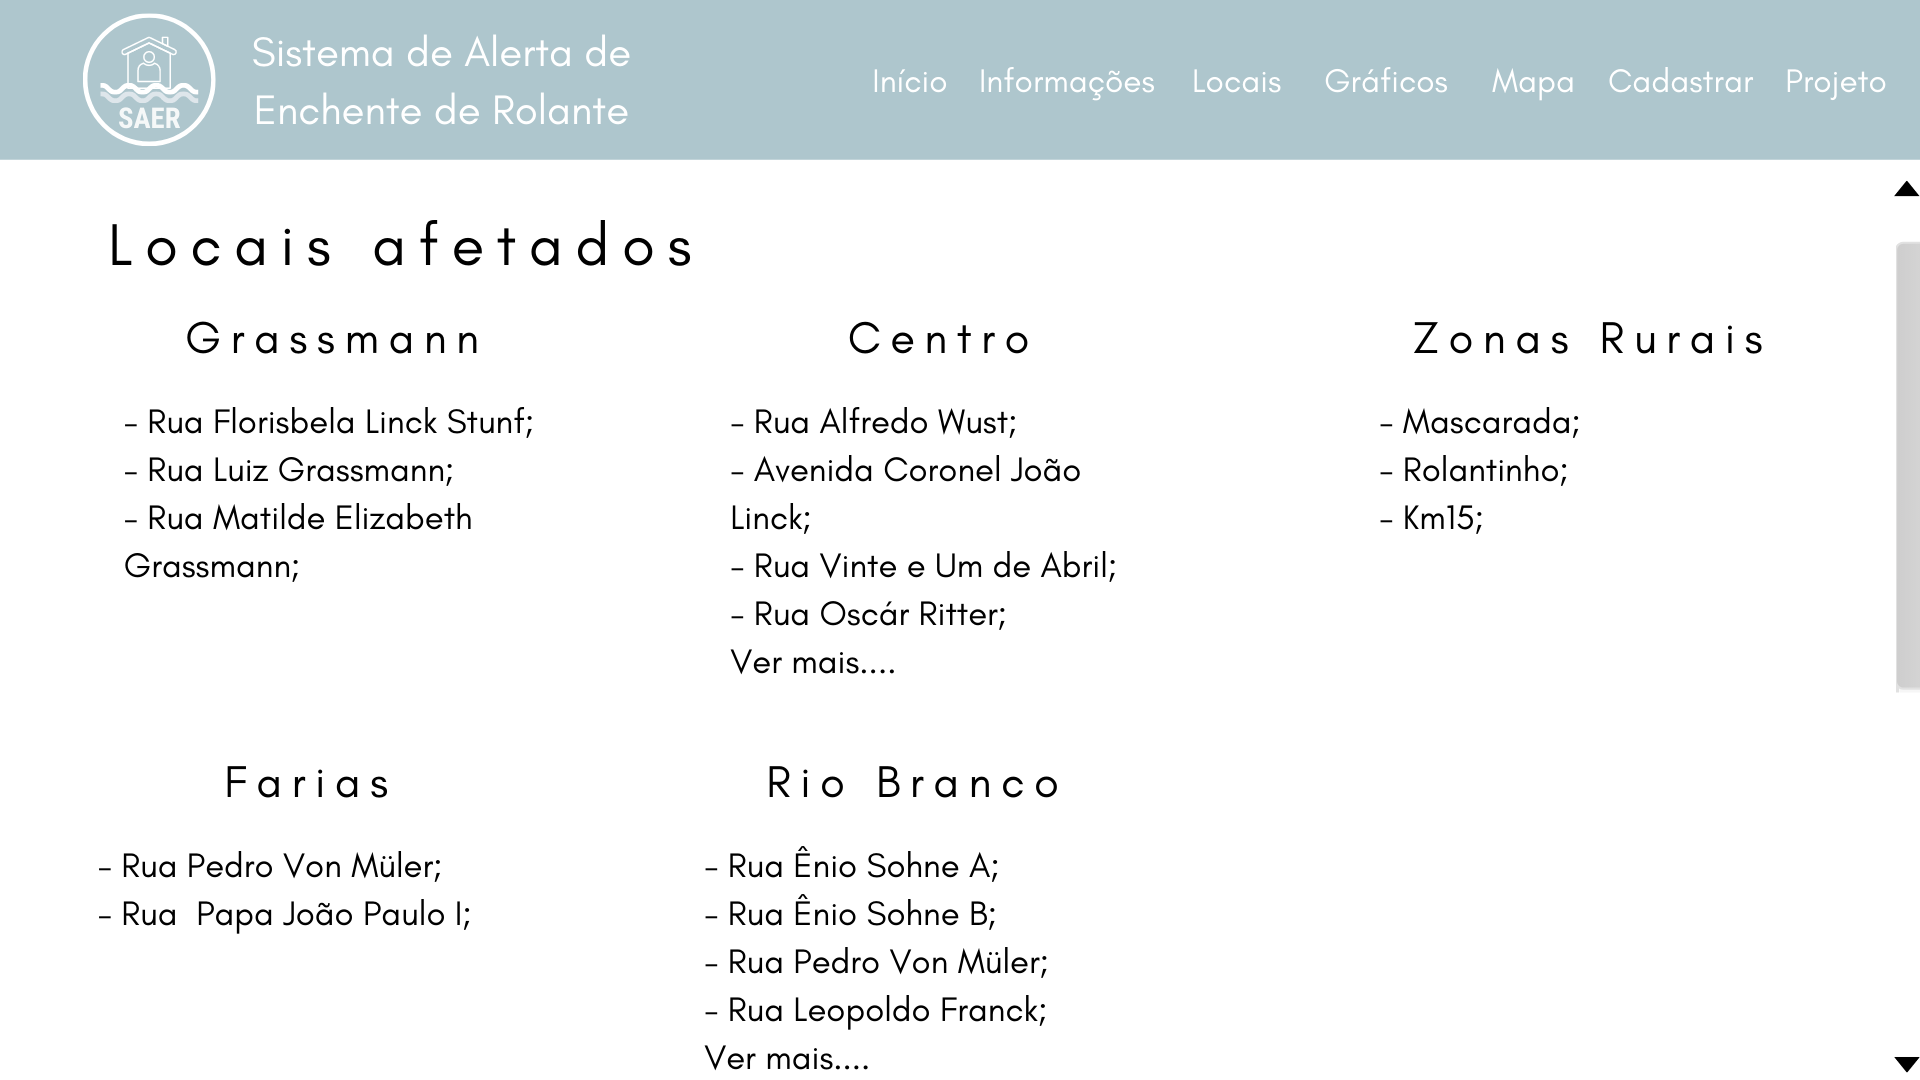 SAER
Sistema de Alerta de
Enchente de Rolante
Início Informações Locais Gráficos Mapa Cadastrar Projeto
Locais afetados
Grassmann
- Rua Florisbela Linck Stunf;
- Rua Luiz Grassmann;
- Rua Matilde Elizabeth
Grassmann;
Centro
- Rua Alfredo Wust;
- Avenida Coronel João
Linck;
- Rua Vinte e Um de Abril;
- Rua Oscár Ritter;
Ver mais....
Zonas Rurais
- Mascarada;
- Rolantinho;
- Km15;
Farias
- Rua Pedro Von Müler;
- Rua  Papa João Paulo I;
Rio Branco
- Rua Ênio Sohne A;
- Rua Ênio Sohne B;
- Rua Pedro Von Müler;
- Rua Leopoldo Franck;
Ver mais....